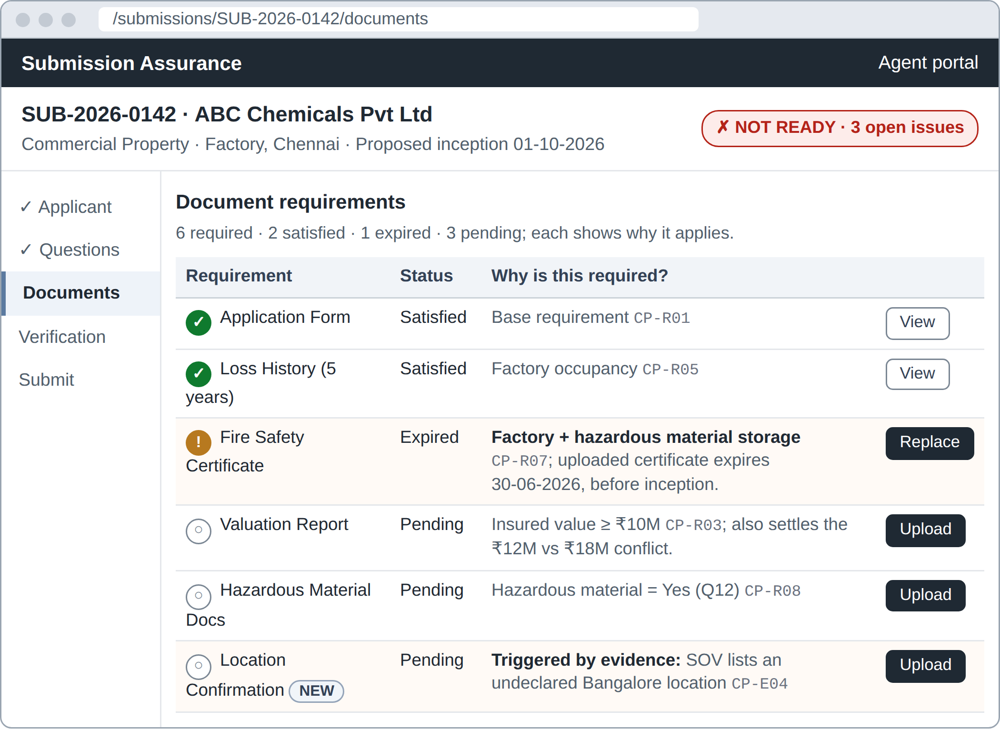 /submissions/SUB-2026-0142/documents
Submission Assurance
Agent portal
SUB-2026-0142 · ABC Chemicals Pvt Ltd
Commercial Property · Factory, Chennai · Proposed inception 01-10-2026
✗ NOT READY · 3 open issues
✓ Applicant
✓ Questions
Documents
Verification
Submit
Document requirements
6 required · 2 satisfied · 1 expired · 3 pending; each shows why it applies.
Requirement Status Why is this required?
✓ Application Form Satisfied Base requirement CP-R01 View
✓ Loss History (5 Satisfied Factory occupancy CP-R05 View
years)
! Fire Safety Expired Factory + hazardous material storage Replace
Certificate CP-R07; uploaded certificate expires
30-06-2026, before inception.
○ Valuation Report Pending Insured value ≥ ₹10M CP-R03; also settles the Upload
₹12M vs ₹18M conflict.
○ Hazardous Material Pending Hazardous material = Yes (Q12) CP-R08 Upload
Docs
○ Location Pending Triggered by evidence: SOV lists an Upload
Confirmation NEW undeclared Bangalore location CP-E04